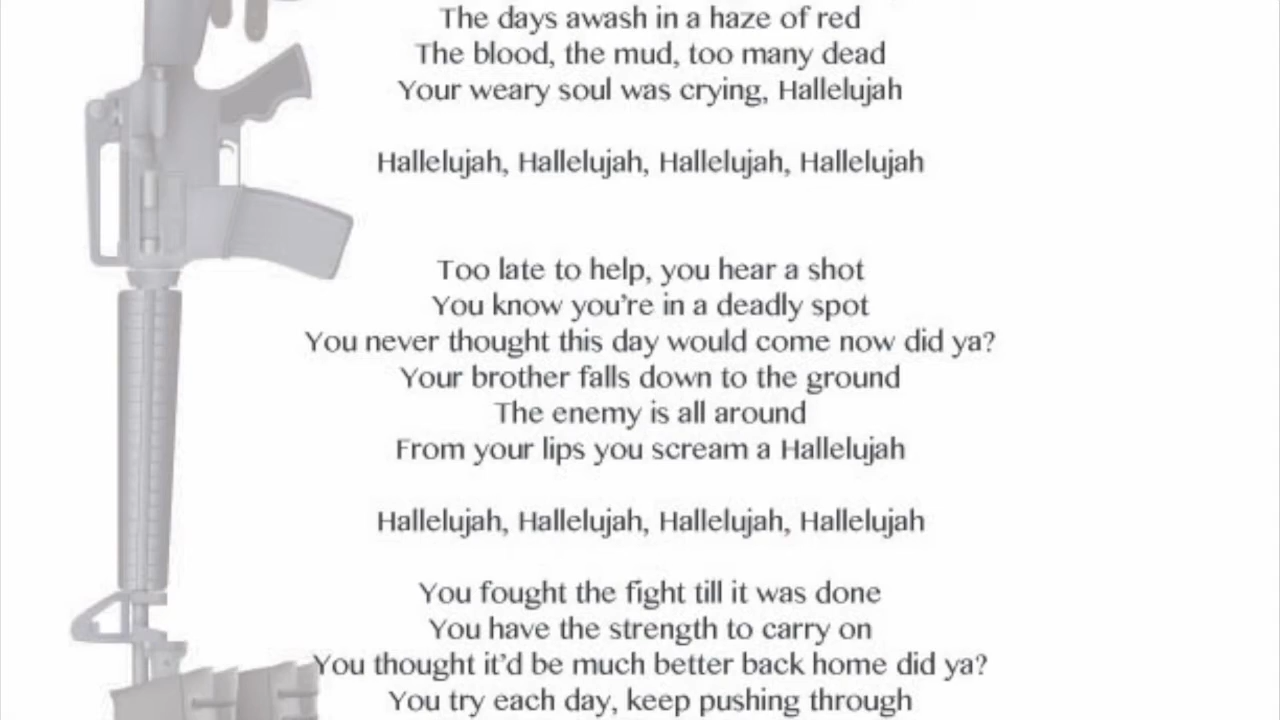 The days awash in a haze of red
The blood, the mud, too many dead
Your weary soul was crying, Hallelujah
Hallelujah, Hallelujah, Hallelujah, Hallelujah
Too late to help, you hear a shot
You know you're in a deadly spot
You never thought this day would come now did ya?
Your brother falls down to the ground
The enemy is all around
From your lips you scream a Hallelujah
Hallelujah, Hallelujah, Hallelujah, Hallelujah
You fought the fight till it was done
You have the strength to carry on
You thought it'd be much better back home did ya?
You try each day, keep pushing through